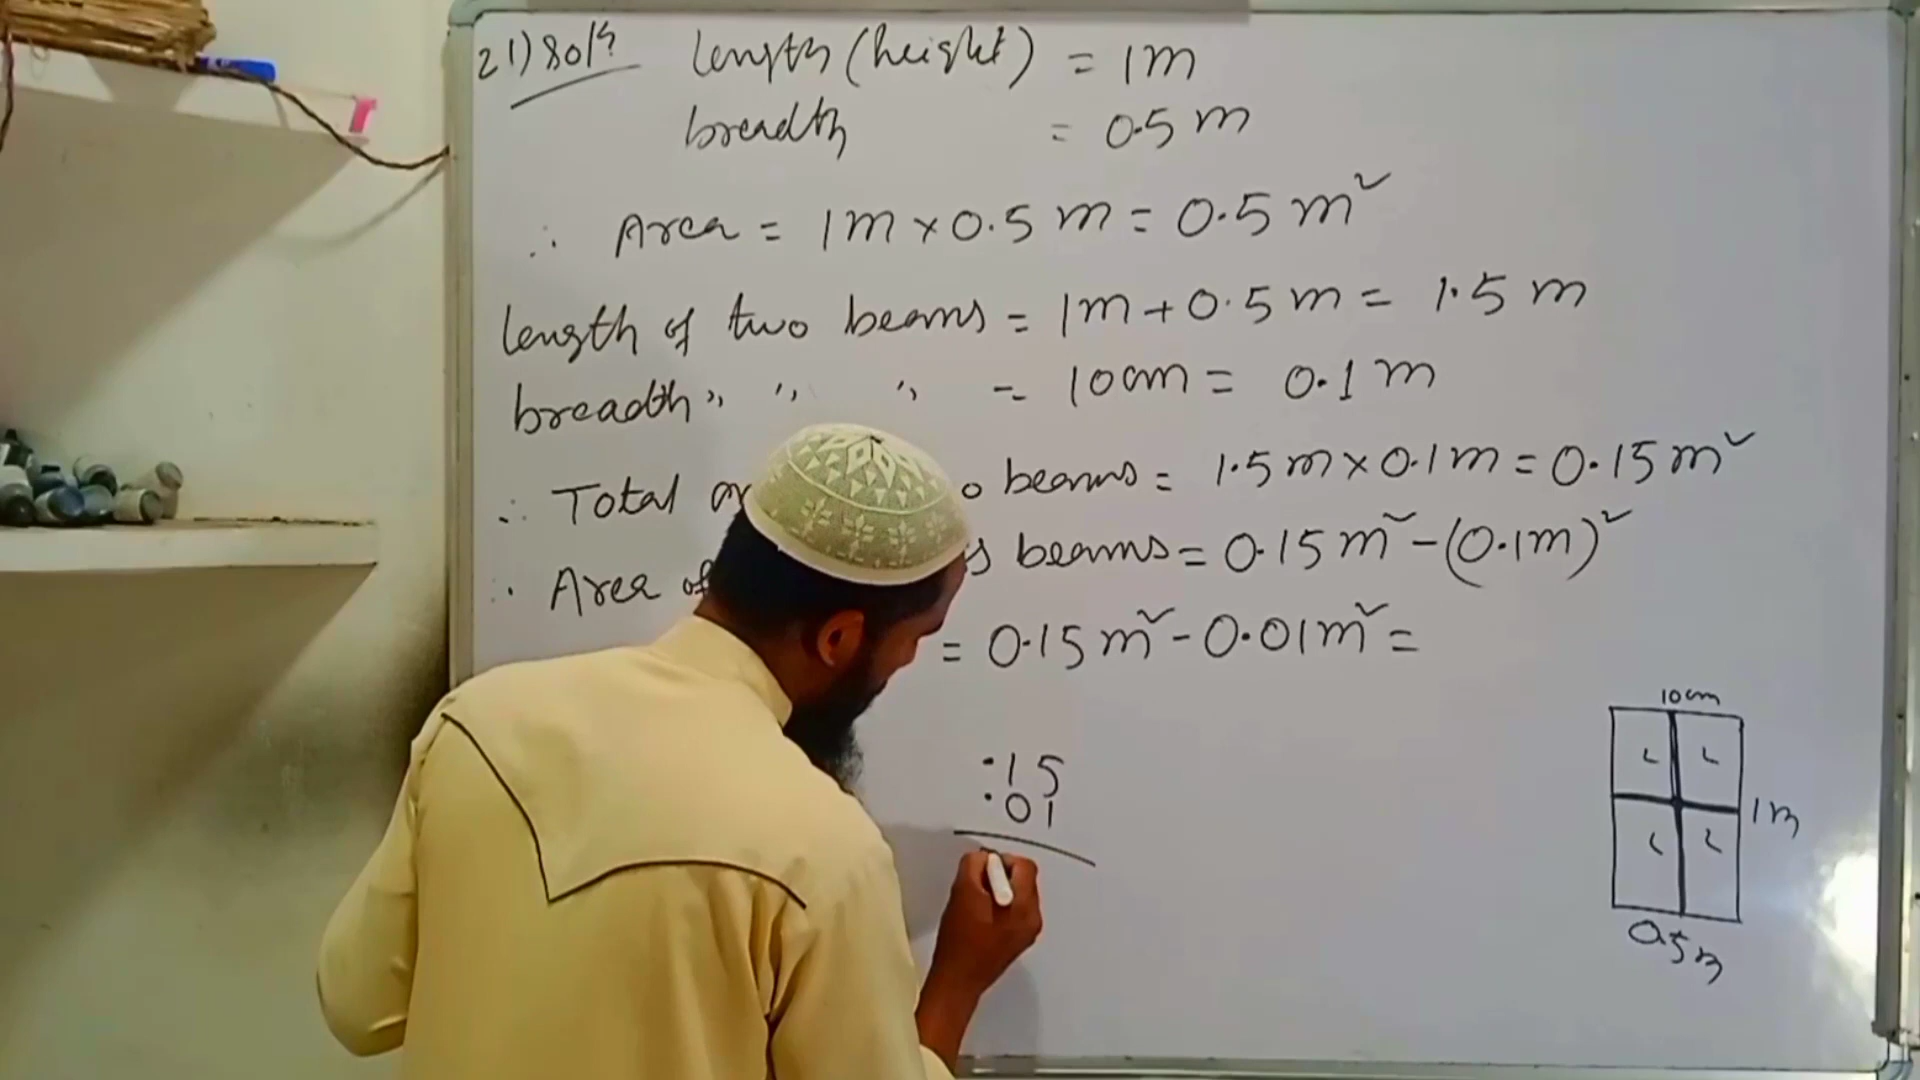 21) Soln length (height) = 1m
breadth = 0.5 m
∴ Area = 1m × 0.5 m = 0.5 m²
length of two beams = 1m + 0.5 m = 1.5 m
breadth " " " = 10cm = 0.1 m
∴ Total beams = 1.5 m × 0.1 m = 0.15 m²
∴ Area of beams = 0.15 m² - (0.1m)²
= 0.15 m² - 0.01 m² =
.15
.01
10cm
1m
0.5m